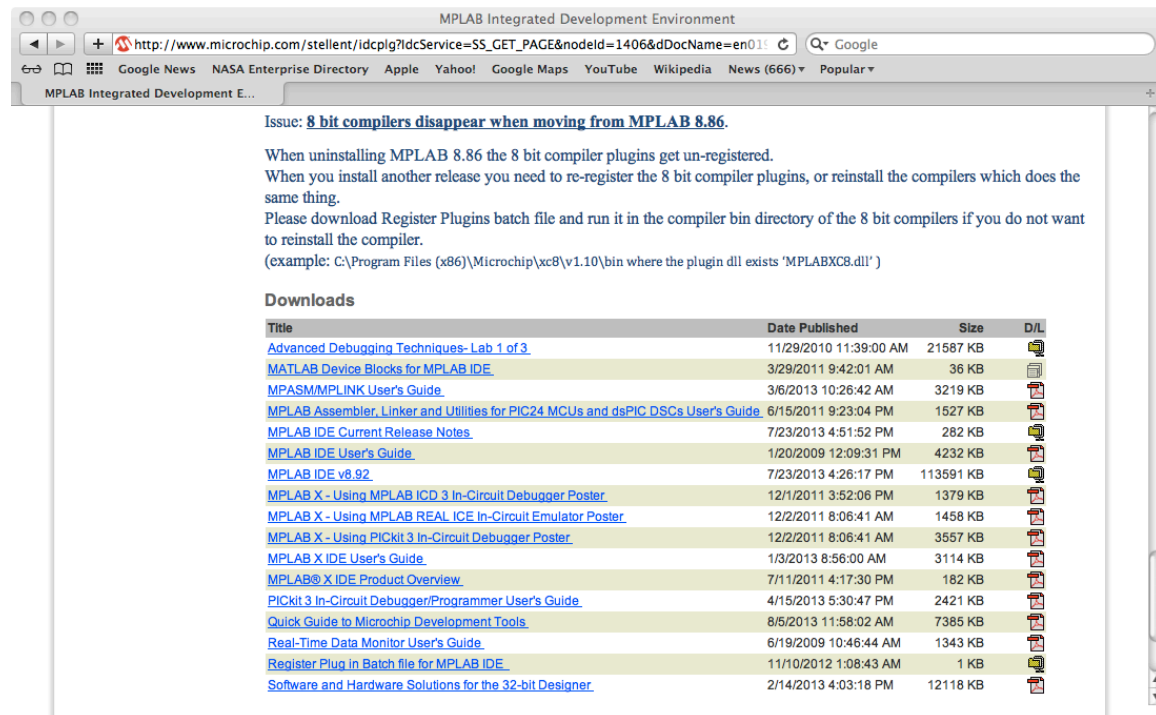 MPLAB Integrated Development Environment
http://www.microchip.com/stellent/idcplg?IdcService=SS_GET_PAGE&nodeId=1406&dDocName=en019 Google
Google News NASA Enterprise Directory Apple Yahoo! Google Maps YouTube Wikipedia News (666) Popular
MPLAB Integrated Development E...
Issue: 8 bit compilers disappear when moving from MPLAB 8.86.
When uninstalling MPLAB 8.86 the 8 bit compiler plugins get un-registered.
When you install another release you need to re-register the 8 bit compiler plugins, or reinstall the compilers which does the
same thing.
Please download Register Plugins batch file and run it in the compiler bin directory of the 8 bit compilers if you do not want
to reinstall the compiler.
(example: C:\Program Files (x86)\Microchip\xc8\v1.10\bin where the plugin dll exists 'MPLABXC8.dll' )
Downloads
Title Date Published Size D/L
Advanced Debugging Techniques- Lab 1 of 3 11/29/2010 11:39:00 AM 21587 KB
MATLAB Device Blocks for MPLAB IDE 3/29/2011 9:42:01 AM 36 KB
MPASM/MPLINK User's Guide 3/6/2013 10:26:42 AM 3219 KB
MPLAB Assembler, Linker and Utilities for PIC24 MCUs and dsPIC DSCs User's Guide 6/15/2011 9:23:04 PM 1527 KB
MPLAB IDE Current Release Notes 7/23/2013 4:51:52 PM 282 KB
MPLAB IDE User's Guide 1/20/2009 12:09:31 PM 4232 KB
MPLAB IDE v8.92 7/23/2013 4:26:17 PM 113591 KB
MPLAB X - Using MPLAB ICD 3 In-Circuit Debugger Poster 12/1/2011 3:52:06 PM 1379 KB
MPLAB X - Using MPLAB REAL ICE In-Circuit Emulator Poster 12/2/2011 8:06:41 AM 1458 KB
MPLAB X - Using PICkit 3 In-Circuit Debugger Poster 12/2/2011 8:06:41 AM 3557 KB
MPLAB X IDE User's Guide 1/3/2013 8:56:00 AM 3114 KB
MPLAB® X IDE Product Overview 7/11/2011 4:17:30 PM 182 KB
PICkit 3 In-Circuit Debugger/Programmer User's Guide 4/15/2013 5:30:47 PM 2421 KB
Quick Guide to Microchip Development Tools 8/5/2013 11:58:02 AM 7385 KB
Real-Time Data Monitor User's Guide 6/19/2009 10:46:44 AM 1343 KB
Register Plug in Batch file for MPLAB IDE 11/10/2012 1:08:43 AM 1 KB
Software and Hardware Solutions for the 32-bit Designer 2/14/2013 4:03:18 PM 12118 KB